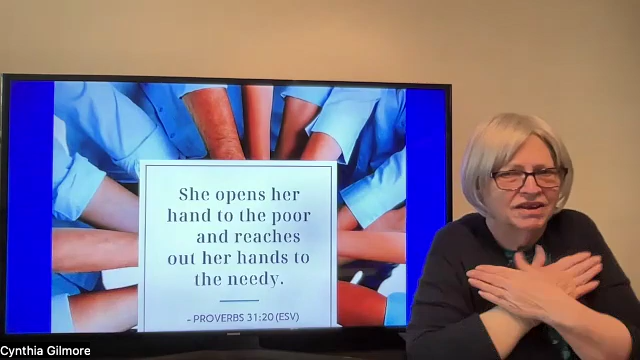 She opens her
hand to the poor
and reaches
out her hands to
the needy.
- PROVERBS 31:20 (ESV)
Cynthia Gilmore